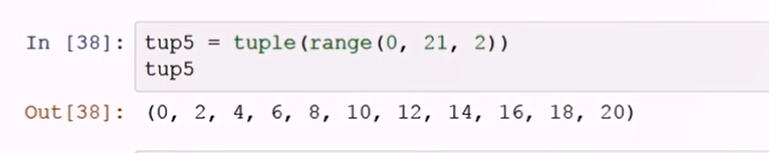 In [38]: tup5 = tuple(range(0, 21, 2))
tup5
Out[38]: (0, 2, 4, 6, 8, 10, 12, 14, 16, 18, 20)